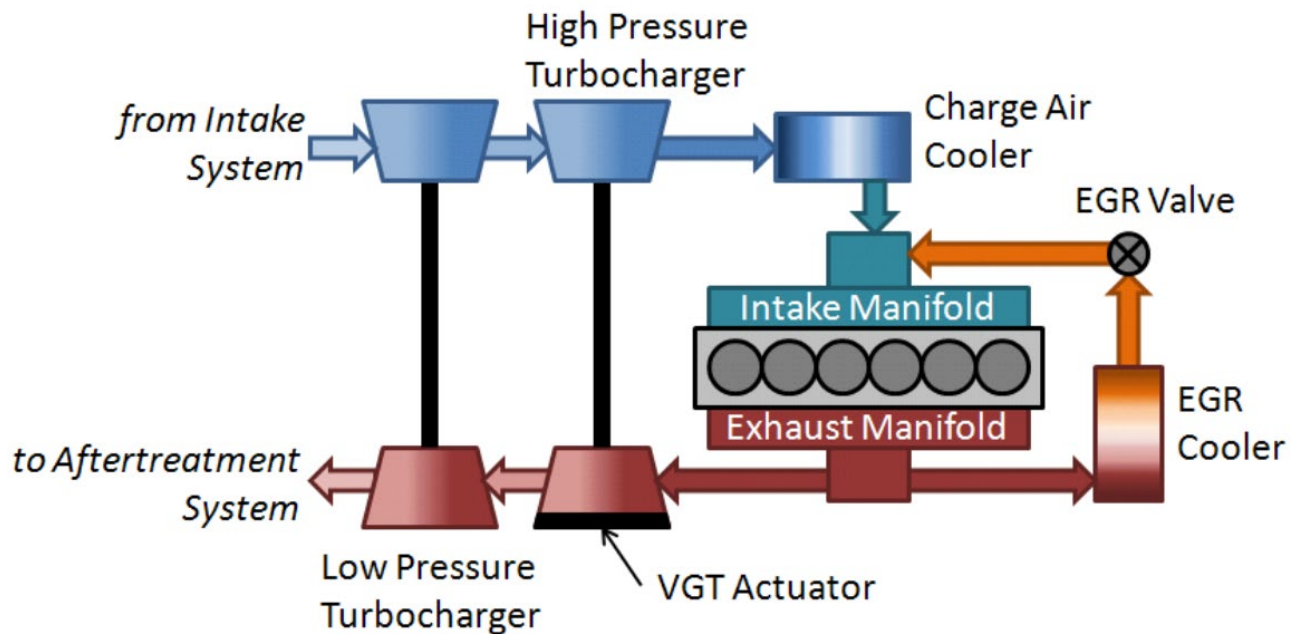 High Pressure
Turbocharger
from Intake
System
Charge Air
Cooler
EGR Valve
Intake Manifold
Exhaust Manifold
EGR
Cooler
to Aftertreatment
System
Low Pressure
Turbocharger
VGT Actuator